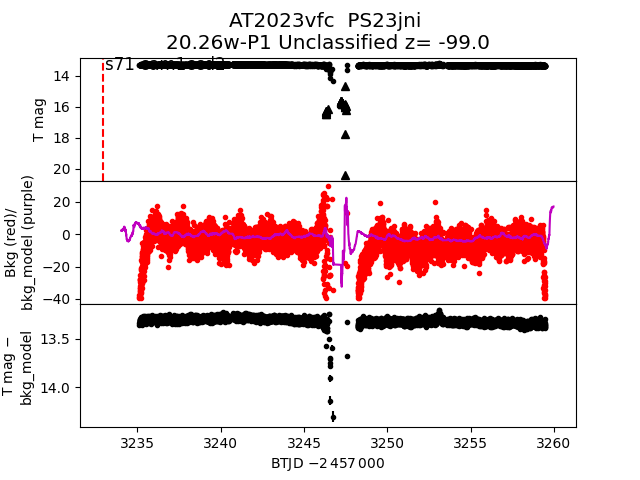 AT2023vfc PS23jni
20.26w-P1 Unclassified z= -99.0
s71
14
16
18
20
T mag
20
0
−20
−40
Bkg (red)/
bkg_model (purple)
13.5
14.0
T mag −
bkg_model
3235
3240
3245
3250
3255
3260
BTJD −2 457 000